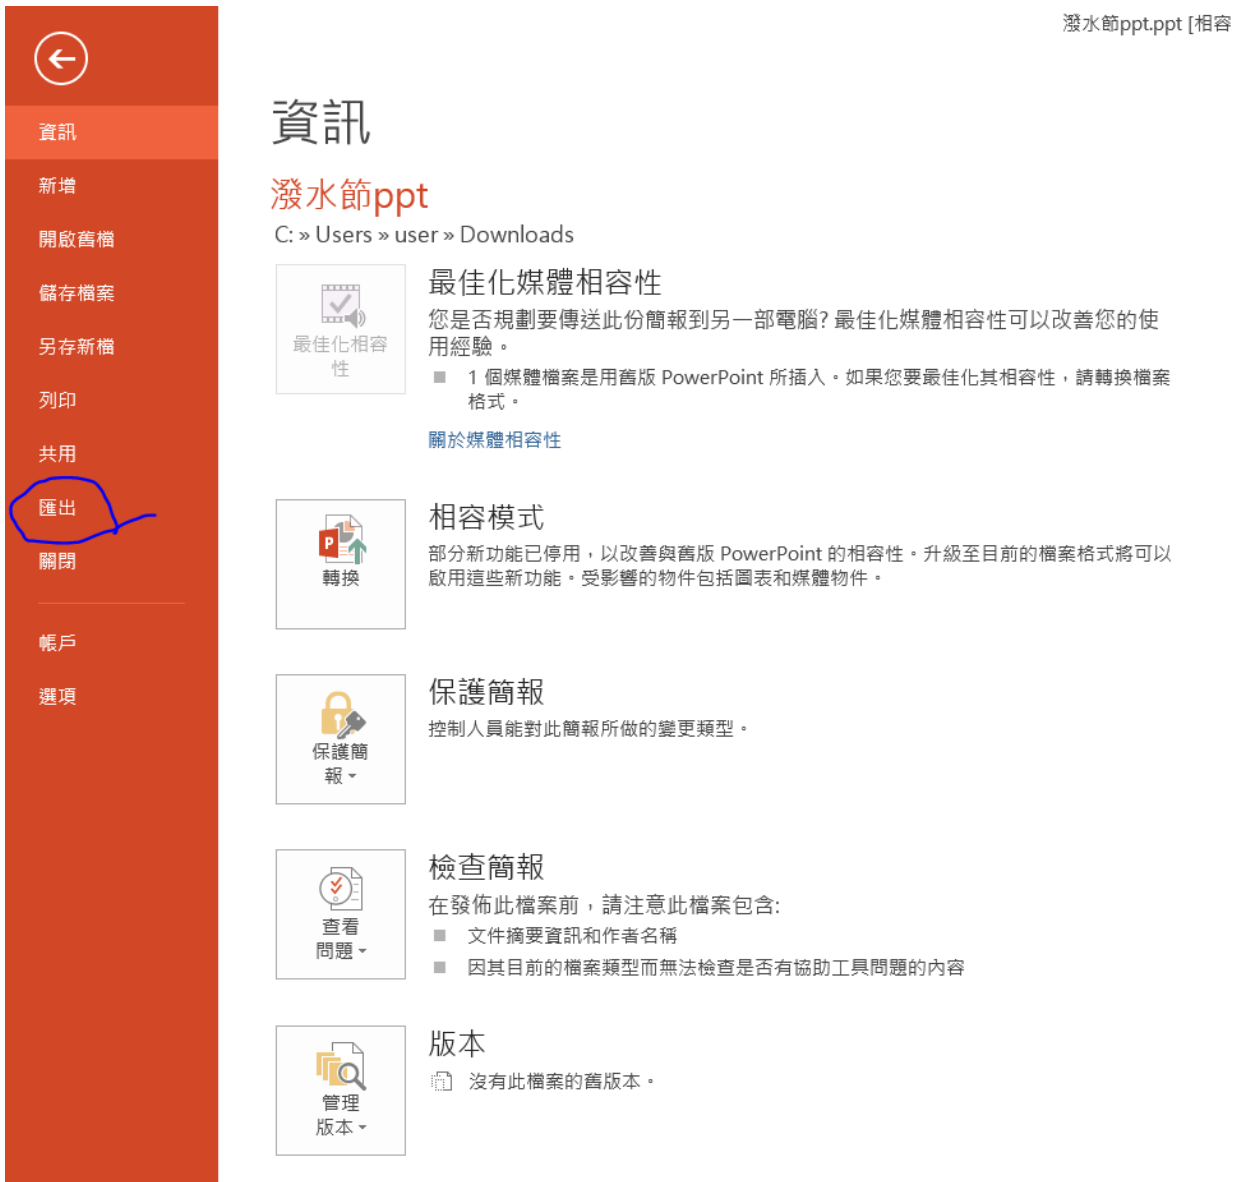 潑水節ppt.ppt [相容
資訊
新增
開啟舊檔
儲存檔案
另存新檔
列印
共用
匯出
關閉
帳戶
選項
資訊
潑水節ppt
C: » Users » user » Downloads
最佳化相容
性
最佳化媒體相容性
您是否規劃要傳送此份簡報到另一部電腦? 最佳化媒體相容性可以改善您的使
用經驗。
1 個媒體檔案是用舊版 PowerPoint 所插入。如果您要最佳化其相容性，請轉換檔案
格式。
關於媒體相容性
轉換
相容模式
部分新功能已停用，以改善與舊版 PowerPoint 的相容性。升級至目前的檔案格式將可以
啟用這些新功能。受影響的物件包括圖表和媒體物件。
保護簡
報
保護簡報
控制人員能對此簡報所做的變更類型。
查看
問題
檢查簡報
在發佈此檔案前，請注意此檔案包含:
文件摘要資訊和作者名稱
因其目前的檔案類型而無法檢查是否有協助工具問題的內容
管理
版本
版本
沒有此檔案的舊版本。